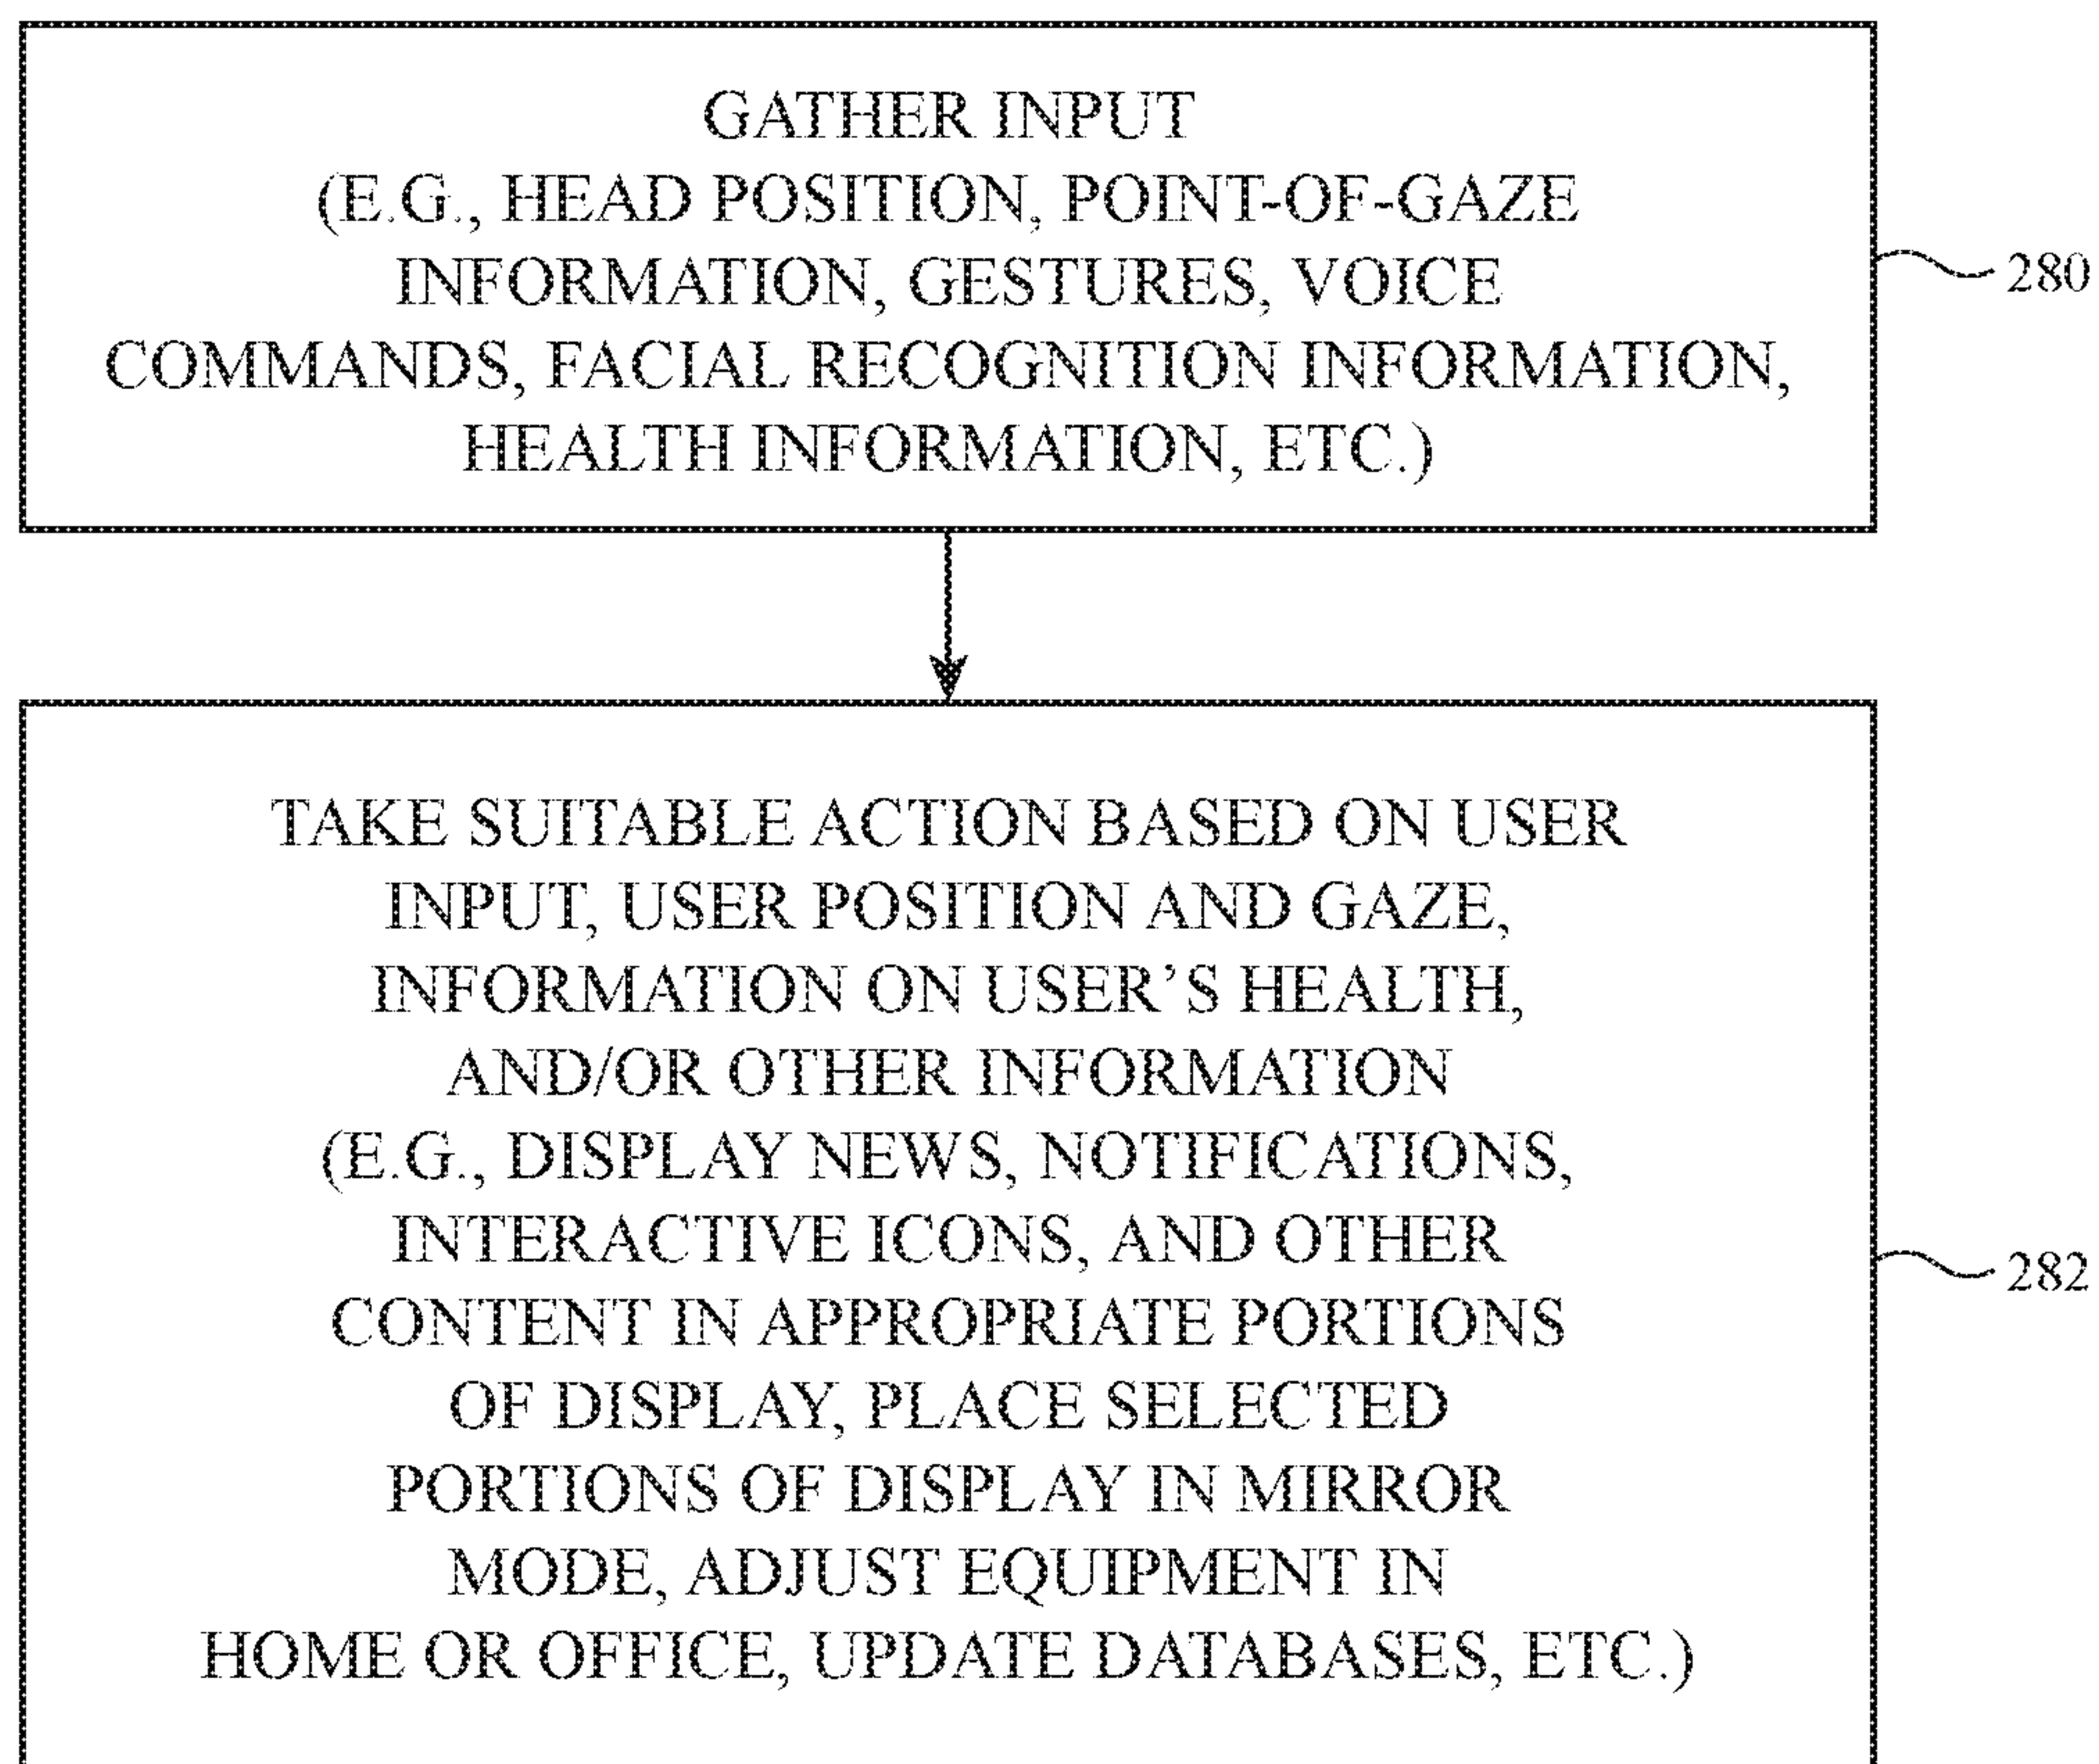 GATHER INPUT
(E.G., HEAD POSITION, POINT-OF-GAZE
INFORMATION, GESTURES, VOICE
COMMANDS, FACIAL RECOGNITION INFORMATION,
HEALTH INFORMATION, ETC.)
280
TAKE SUITABLE ACTION BASED ON USER
INPUT, USER POSITION AND GAZE,
INFORMATION ON USER’S HEALTH,
AND/OR OTHER INFORMATION
(E.G., DISPLAY NEWS, NOTIFICATIONS,
INTERACTIVE ICONS, AND OTHER
CONTENT IN APPROPRIATE PORTIONS
OF DISPLAY, PLACE SELECTED
PORTIONS OF DISPLAY IN MIRROR
MODE, ADJUST EQUIPMENT IN
HOME OR OFFICE, UPDATE DATABASES, ETC.)
282